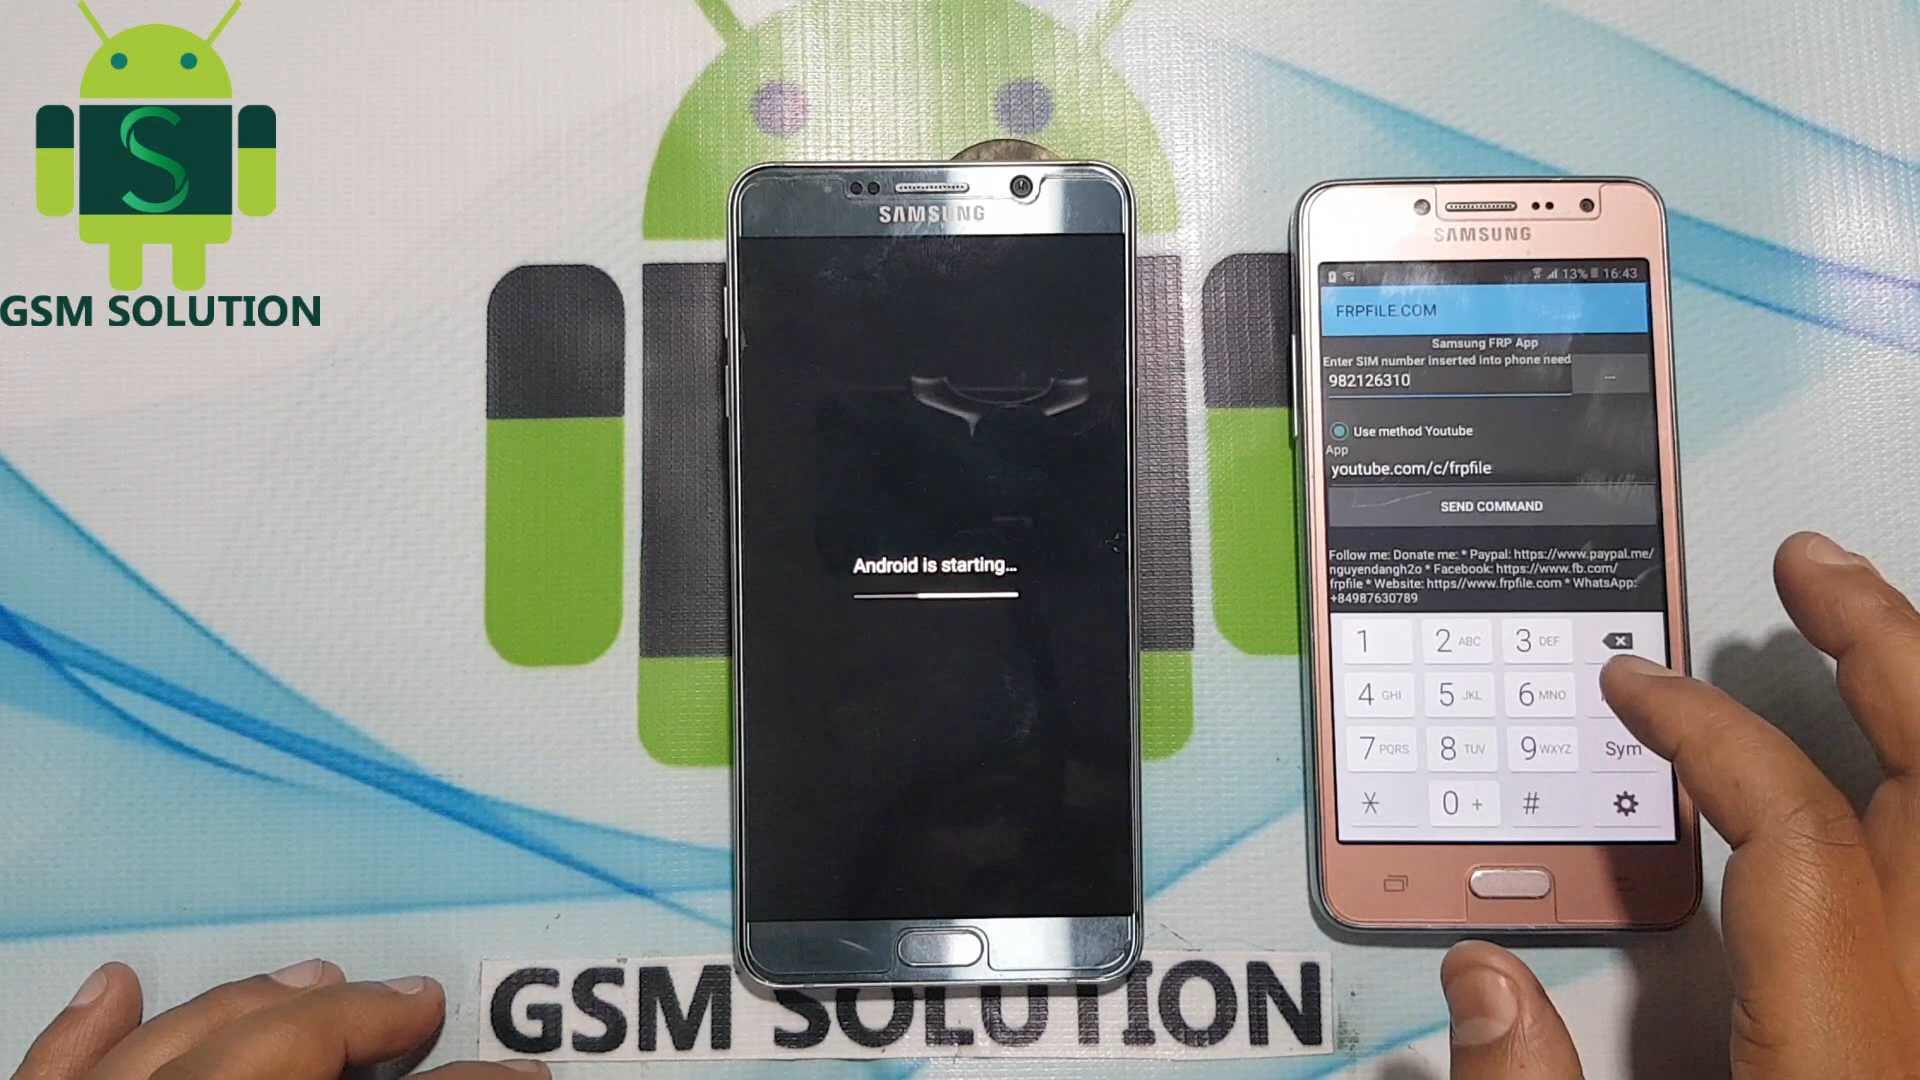 S
GSM SOLUTION
SAMSUNG
Android is starting...
SAMSUNG
13% 16:43
FRPFILE.COM
Samsung FRP App
Enter SIM number inserted into phone need
982126310
...
Use method Youtube
App
youtube.com/c/frpfile
SEND COMMAND
Follow me: Donate me: * Paypal: https://www.paypal.me/
nguyendangh2o * Facebook: https://www.fb.com/
frpfile * Website: https//www.frpfile.com * WhatsApp:
+84987630789
1 2 ABC 3 DEF
4 GHI 5 JKL 6 MNO
7 PQRS 8 TUV 9 WXYZ Sym
* 0 + #
GSM SOLUTION